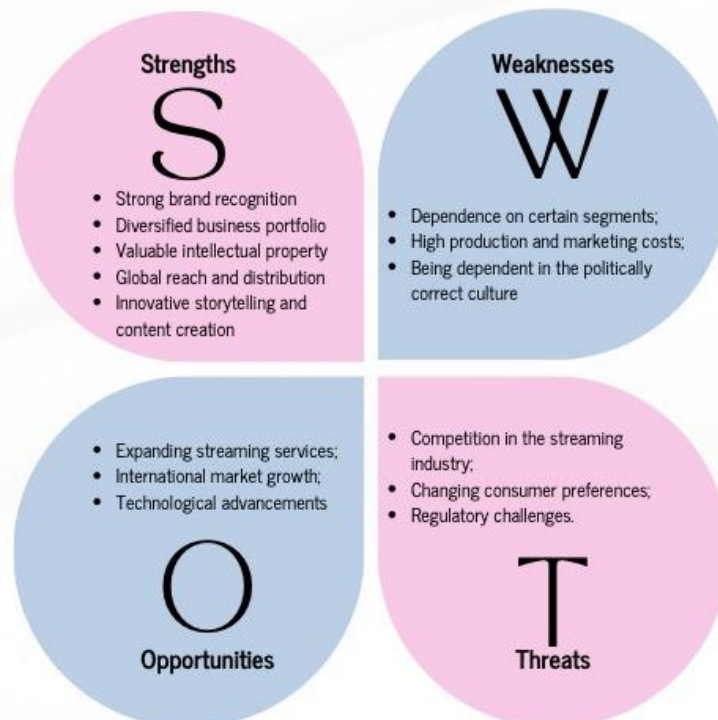 Strengths
S
• Strong brand recognition
• Diversified business portfolio
• Valuable intellectual property
• Global reach and distribution
• Innovative storytelling and
content creation
Weaknesses
W
• Dependence on certain segments;
• High production and marketing costs;
• Being dependent in the politically
correct culture
• Expanding streaming services;
• International market growth;
• Technological advancements
O
Opportunities
• Competition in the streaming
industry;
• Changing consumer preferences;
• Regulatory challenges.
T
Threats